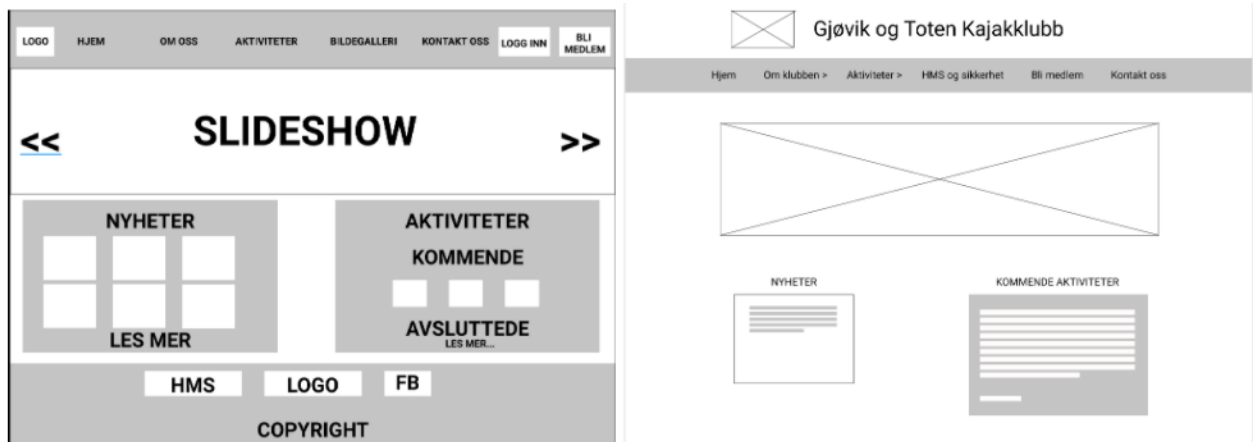 LOGO HJEM OM OSS AKTIVITETER BILDEGALLERI KONTAKT OSS LOGG INN BLI MEDLEM
<< SLIDESHOW >>
NYHETER
LES MER
AKTIVITETER
KOMMENDE
AVSLUTTEDE
LES MER...
HMS LOGO FB
COPYRIGHT
Gjøvik og Toten Kajakklubb
Hjem Om klubben > Aktiviteter > HMS og sikkerhet Bli medlem Kontakt oss
NYHETER
KOMMENDE AKTIVITETER